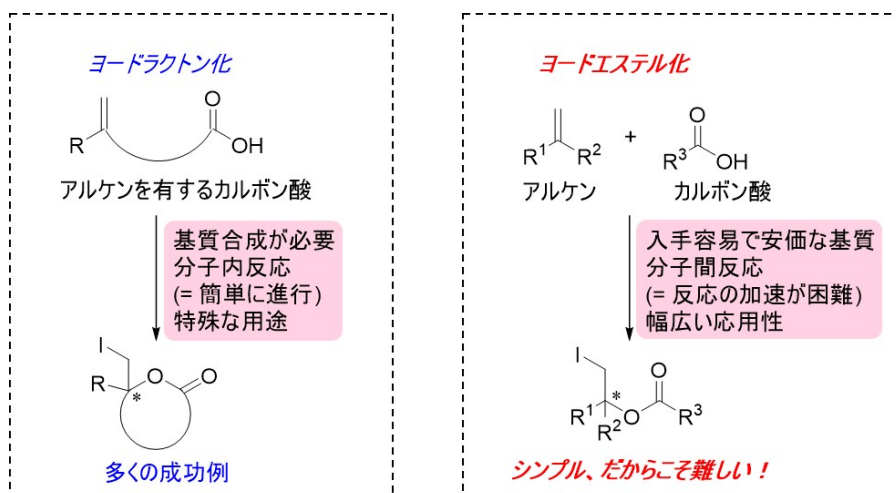 ヨードラクトン化
R
O
OH
アルケンを有するカルボン酸
基質合成が必要
分子内反応
(= 簡単に進行)
特殊な用途
I
R
O
O
*
多くの成功例
ヨードエステル化
R1
R2
+
O
R3
OH
アルケン
カルボン酸
入手容易で安価な基質
分子間反応
(= 反応の加速が困難)
幅広い応用性
I
*
O
R1
R2
O
R3
シンプル、だからこそ難しい！